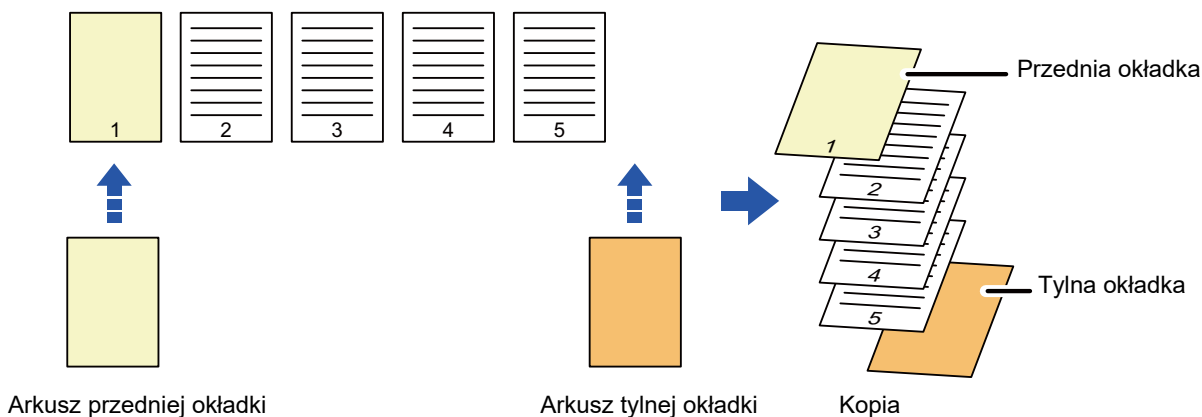 1 2 3 4 5
Przednia okładka
1
2
3
4
5
Tylna okładka
Arkusz przedniej okładki
Arkusz tylnej okładki
Kopia